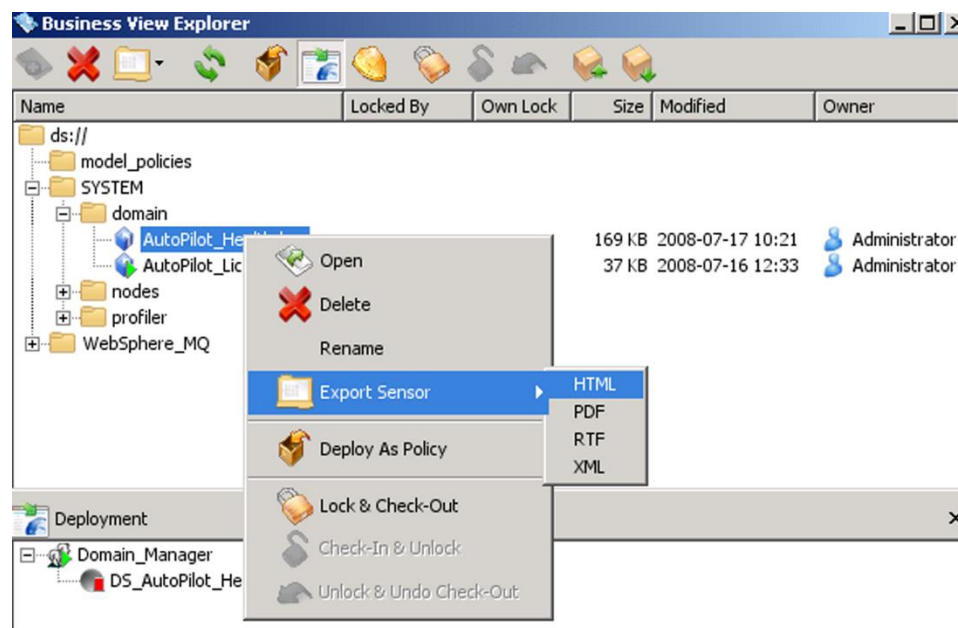 Business View Explorer
Name Locked By Own Lock Size Modified Owner
ds://
model_policies
SYSTEM
domain
AutoPilot_He 169 KB 2008-07-17 10:21 Administrator
AutoPilot_Lic 37 KB 2008-07-16 12:33 Administrator
nodes
profiler
WebSphere_MQ
Open
Delete
Rename
Export Sensor
HTML
PDF
RTF
XML
Deploy As Policy
Lock & Check-Out
Check-In & Unlock
Unlock & Undo Check-Out
Deployment
Domain_Manager
DS_AutoPilot_He